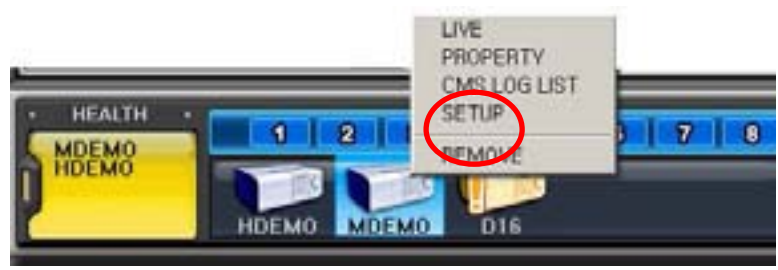 LIVE
PROPERTY
CMS LOG LIST
SETUP
REMOVE
HEALTH
MDEMO
HDEMO
1 2 7 8
HDEMO MDEMO D16